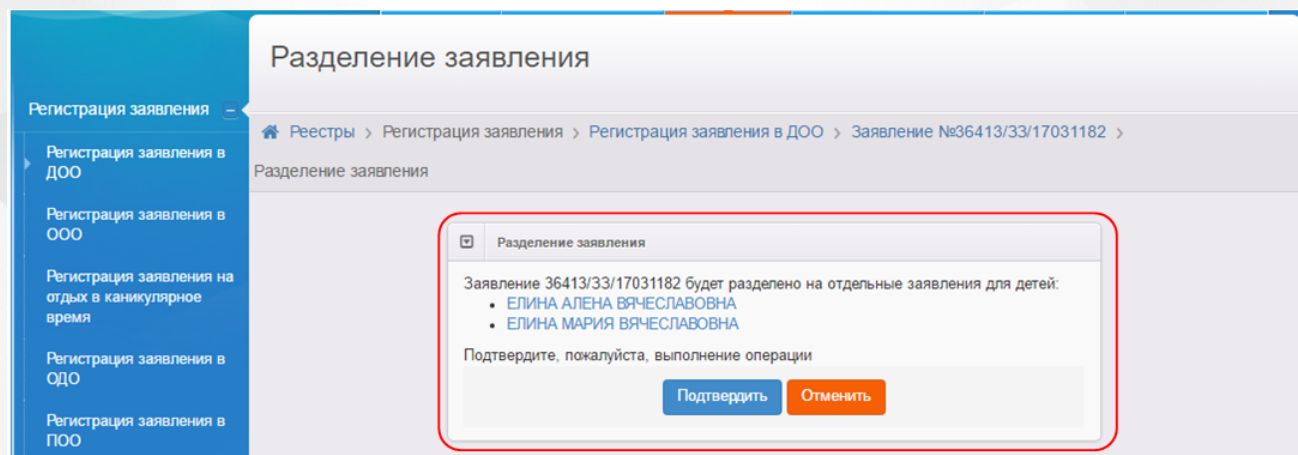 Разделение заявления
Регистрация заявления
Регистрация заявления в
ДОО
Регистрация заявления в
ООО
Регистрация заявления на
отдых в каникулярное
время
Регистрация заявления в
ОДО
Регистрация заявления в
ПОО
Реестры > Регистрация заявления > Регистрация заявления в ДОО > Заявление №36413/ЗЗ/17031182 >
Разделение заявления
Разделение заявления
Заявление 36413/ЗЗ/17031182 будет разделено на отдельные заявления для детей:
• ЕЛИНА АЛЕНА ВЯЧЕСЛАВОВНА
• ЕЛИНА МАРИЯ ВЯЧЕСЛАВОВНА
Подтвердите, пожалуйста, выполнение операции
Подтвердить Отменить